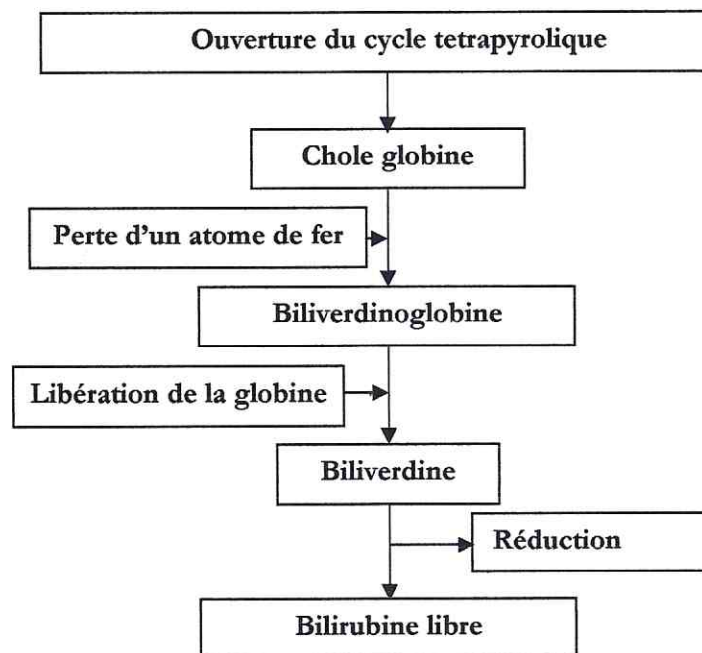 Ouverture du cycle tetrapyrolique
Chole globine
Perte d'un atome de fer
Biliverdinoglobine
Libération de la globine
Biliverdine
Réduction
Bilirubine libre